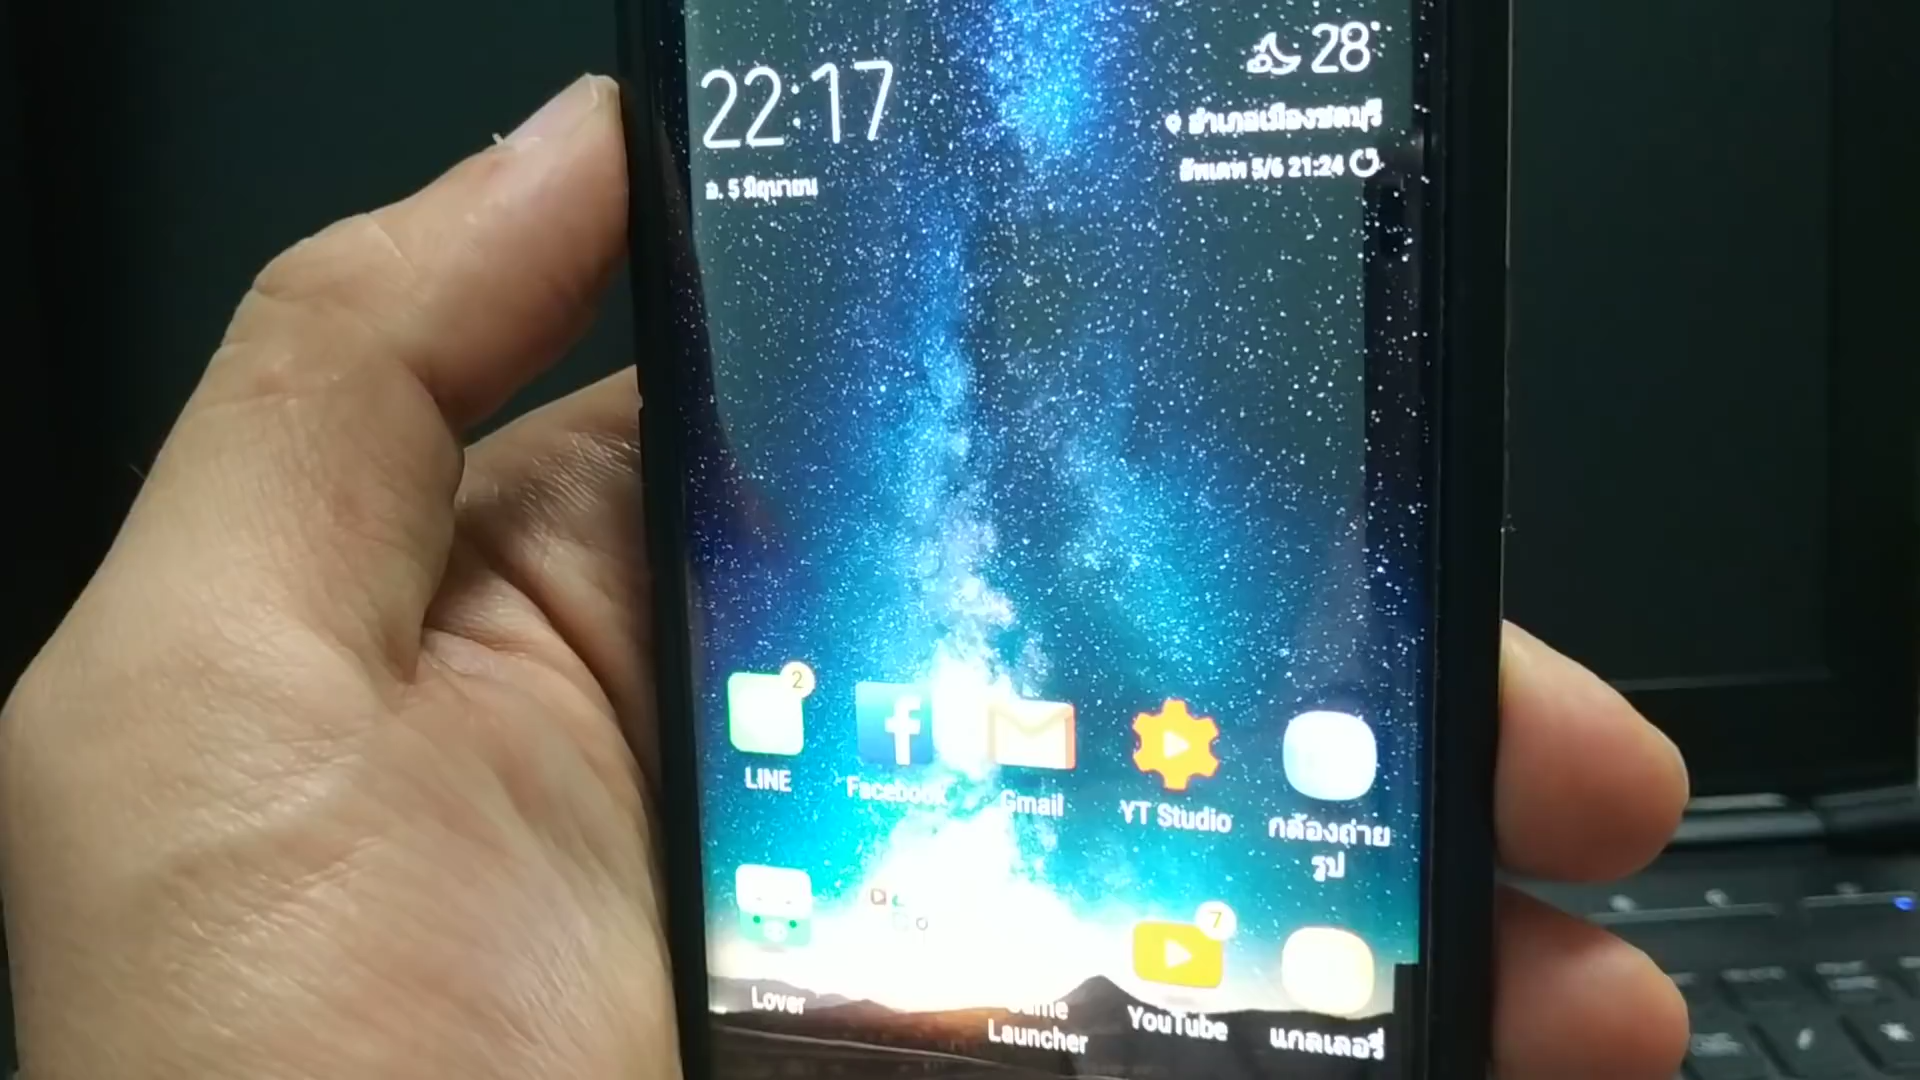 22:17
28°
อำเภอเมืองชลบุรี
อ. 5 มิถุนายน
อัพเดท 5/6 21:24
2
LINE
Facebook
Gmail
YT Studio
กล้องถ่าย
รูป
7
Lover
Launcher
YouTube
แกลเลอรี่